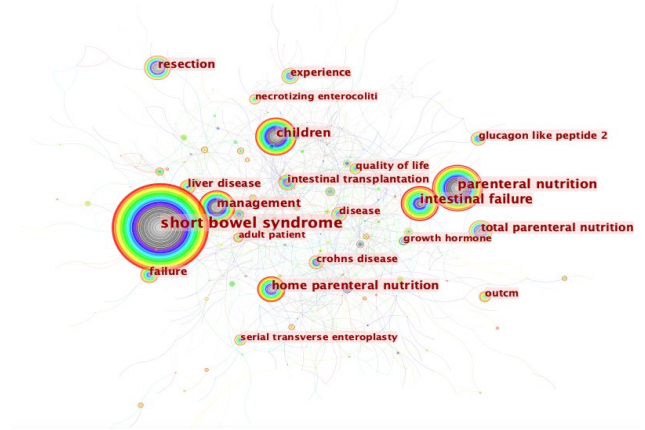 resection
experience
necrotizing enterocoliti
children
glucagon like peptide 2
quality of life
liver disease
intestinal transplantation
parenteral nutrition
intestinal failure
management
disease
short bowel syndrome
total parenteral nutrition
adult patient
growth hormone
crohns disease
failure
home parenteral nutrition
outcm
serial transverse enteroplasty